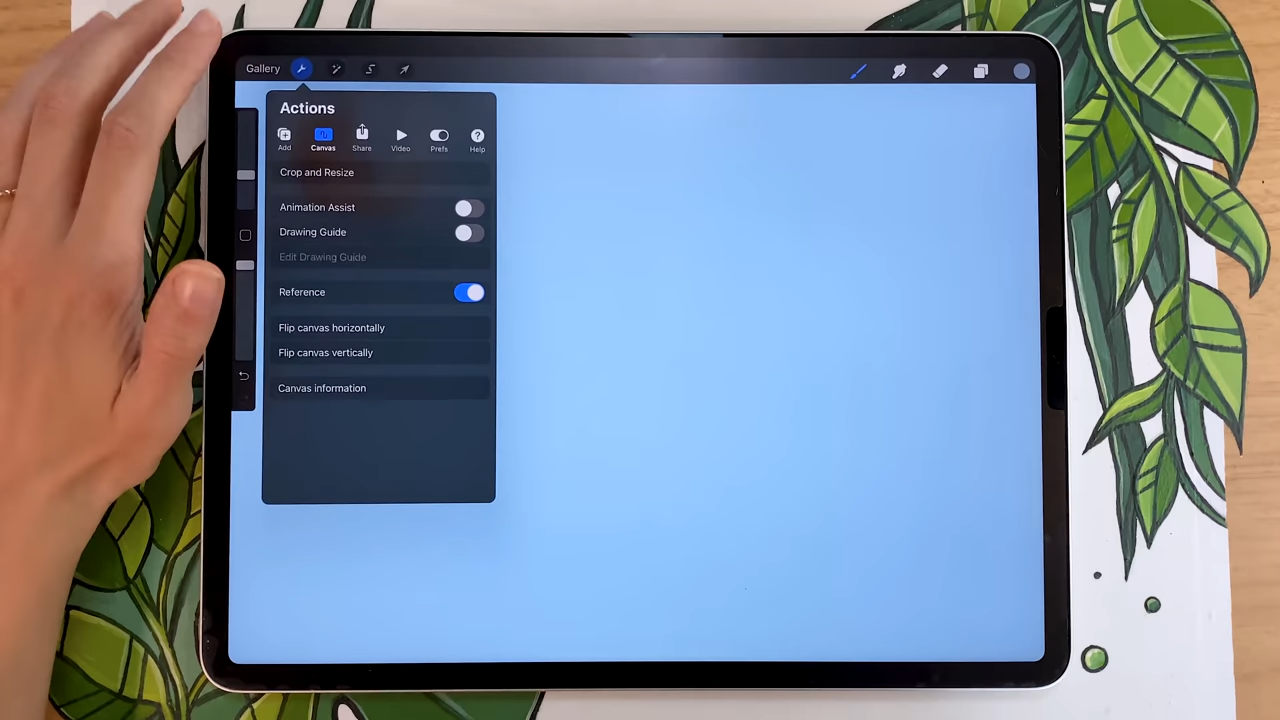 Gallery
Actions
Add Canvas Share Video Prefs Help
Crop and Resize
Animation Assist
Drawing Guide
Edit Drawing Guide
Reference
Flip canvas horizontally
Flip canvas vertically
Canvas information